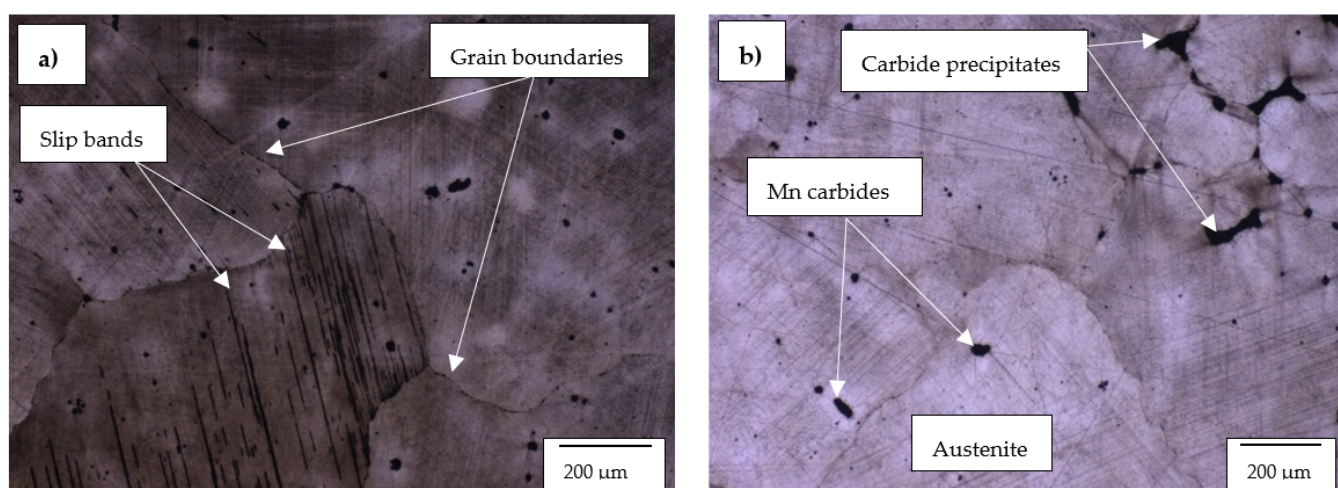 a)
Grain boundaries
Slip bands
200 μm
b)
Carbide precipitates
Mn carbides
Austenite
200 μm